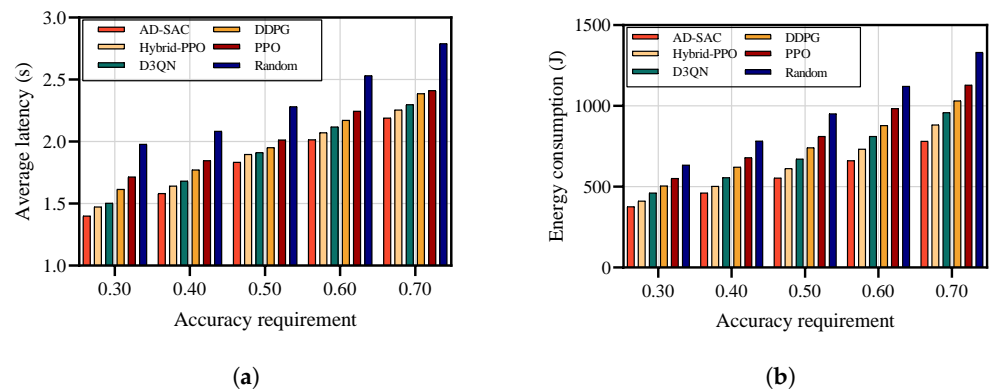 3.0
2.5
2.0
1.5
1.0
Average latency (s)
AD-SAC
Hybrid-PPO
D3QN
DDPG
PPO
Random
0.30 0.40 0.50 0.60 0.70
Accuracy requirement
(a)
1500
1000
500
0
Energy consumption (J)
AD-SAC
Hybrid-PPO
D3QN
DDPG
PPO
Random
0.30 0.40 0.50 0.60 0.70
Accuracy requirement
(b)